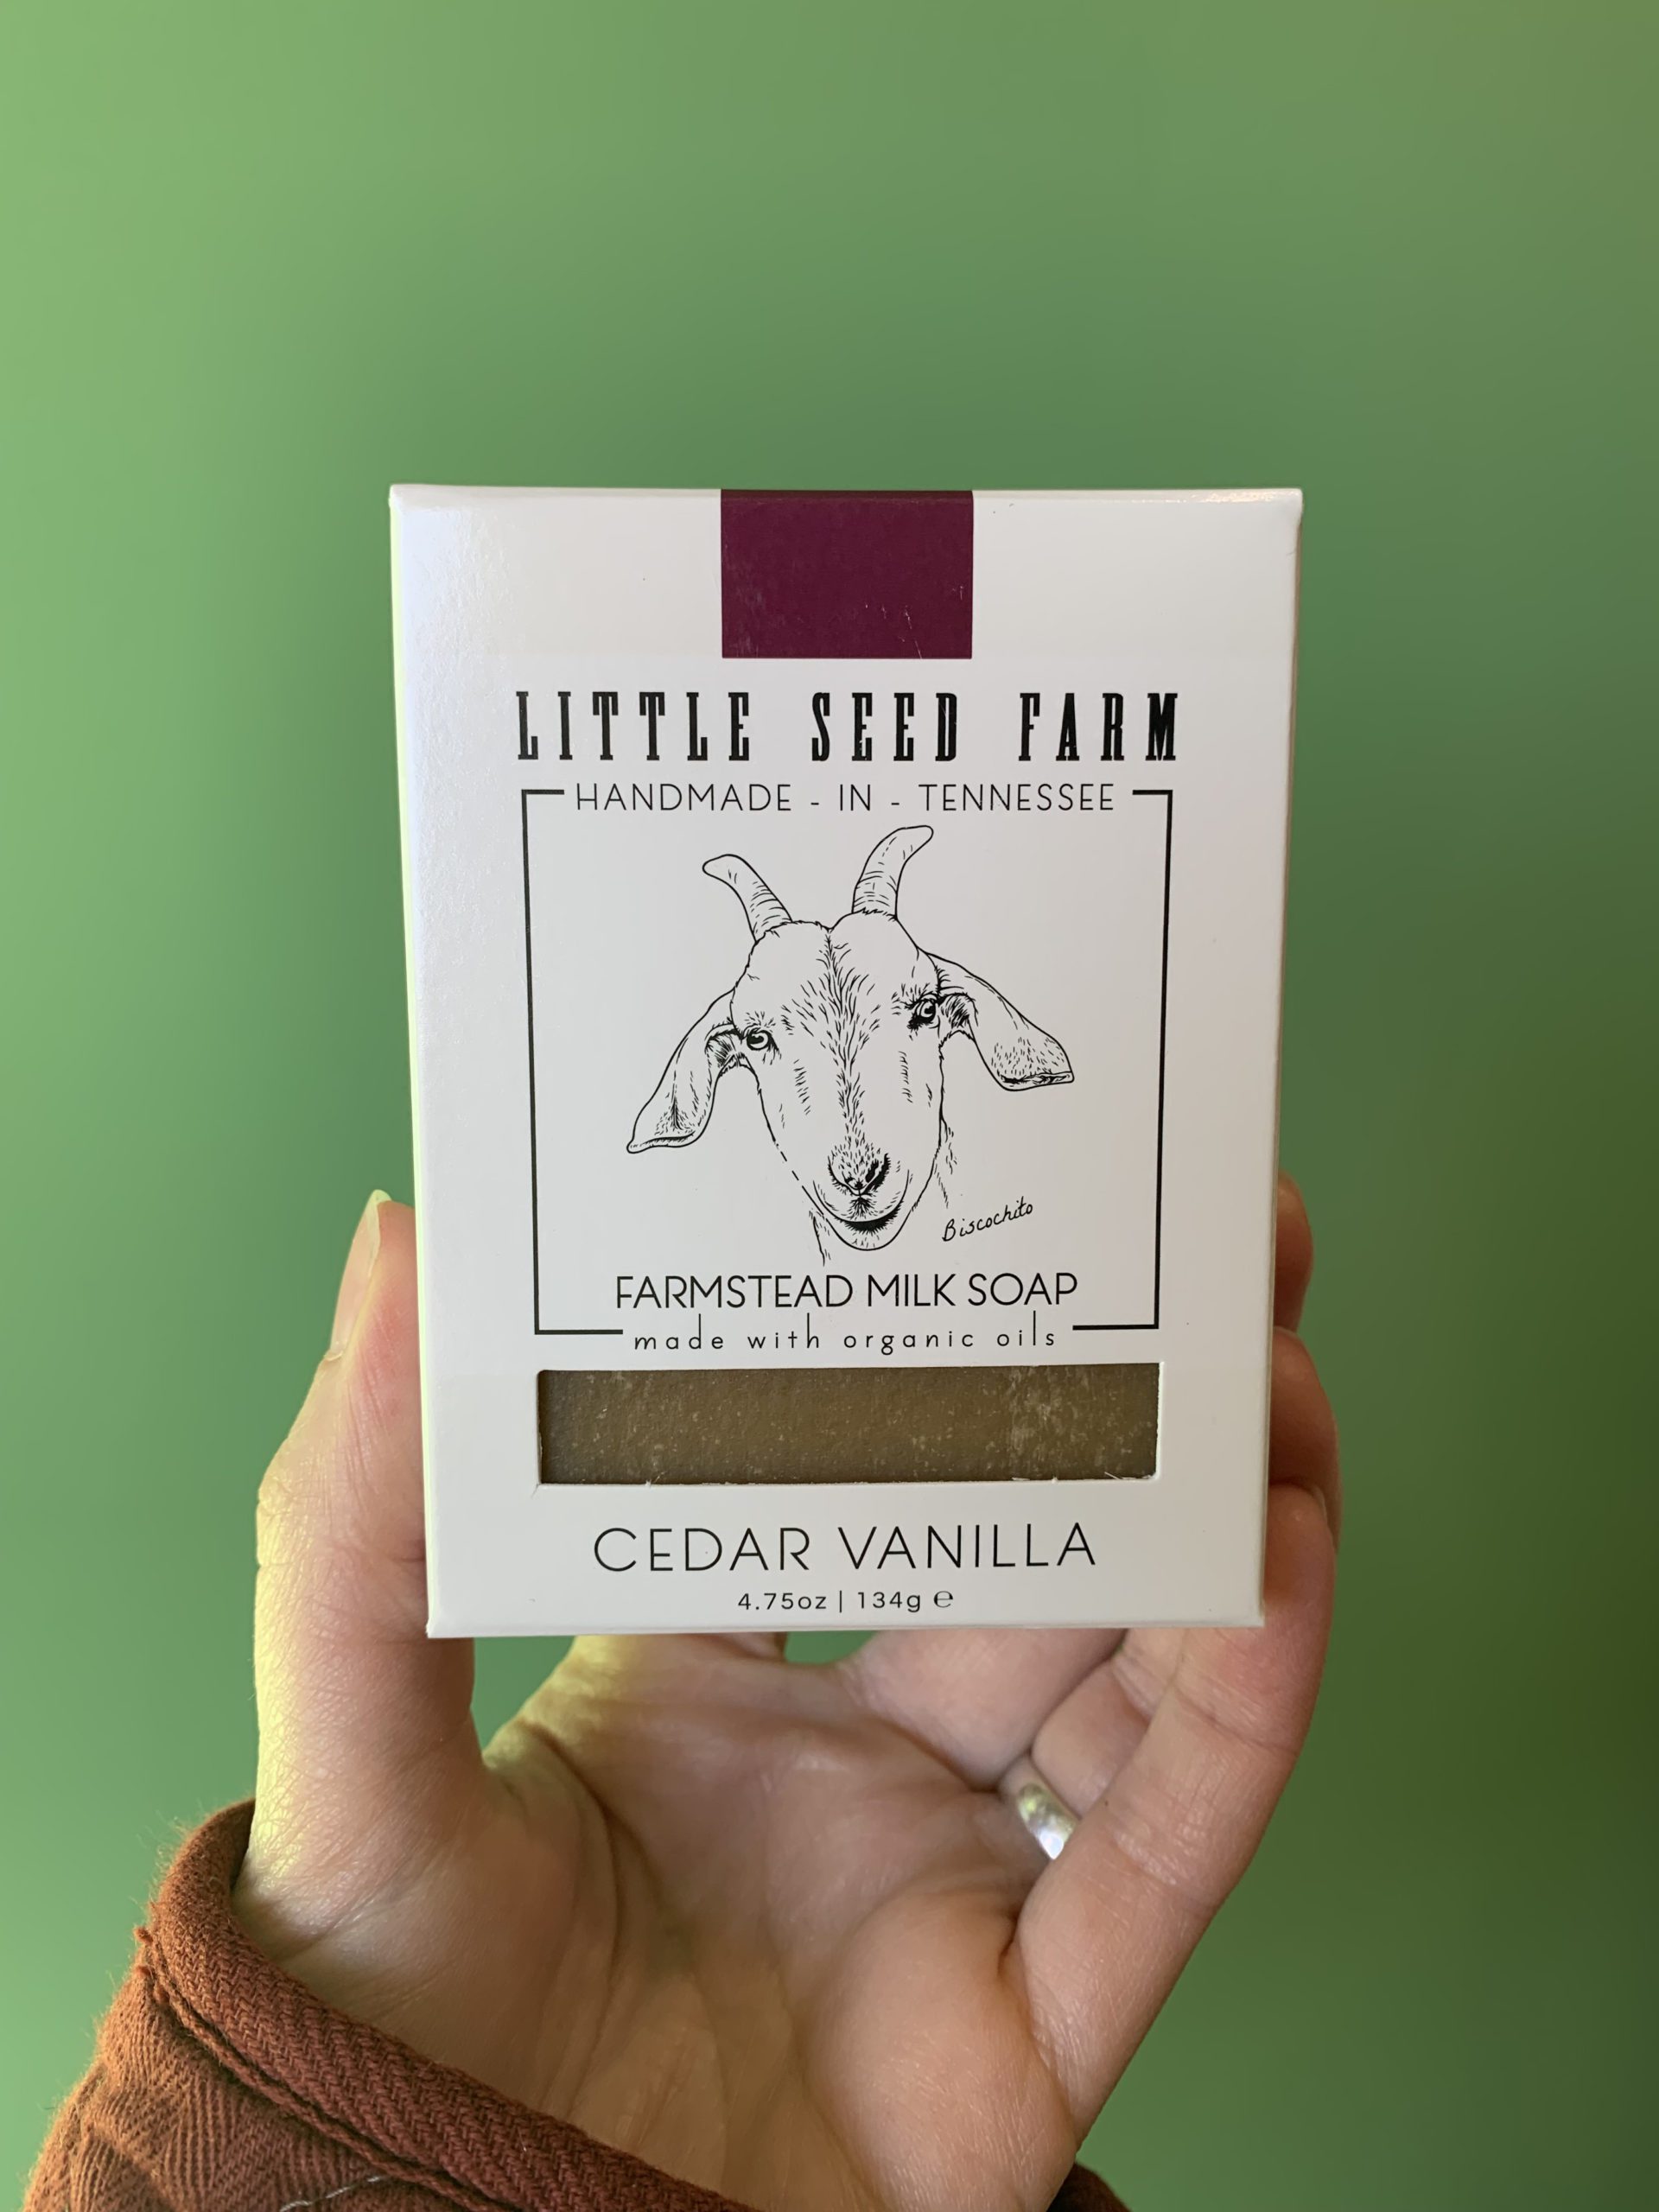 LITTLE SEED FARM
HANDMADE - IN - TENNESSEE
Biscochito
FARMSTEAD MILK SOAP
made with organic oils
CEDAR VANILLA
4.75oz | 134g ℮